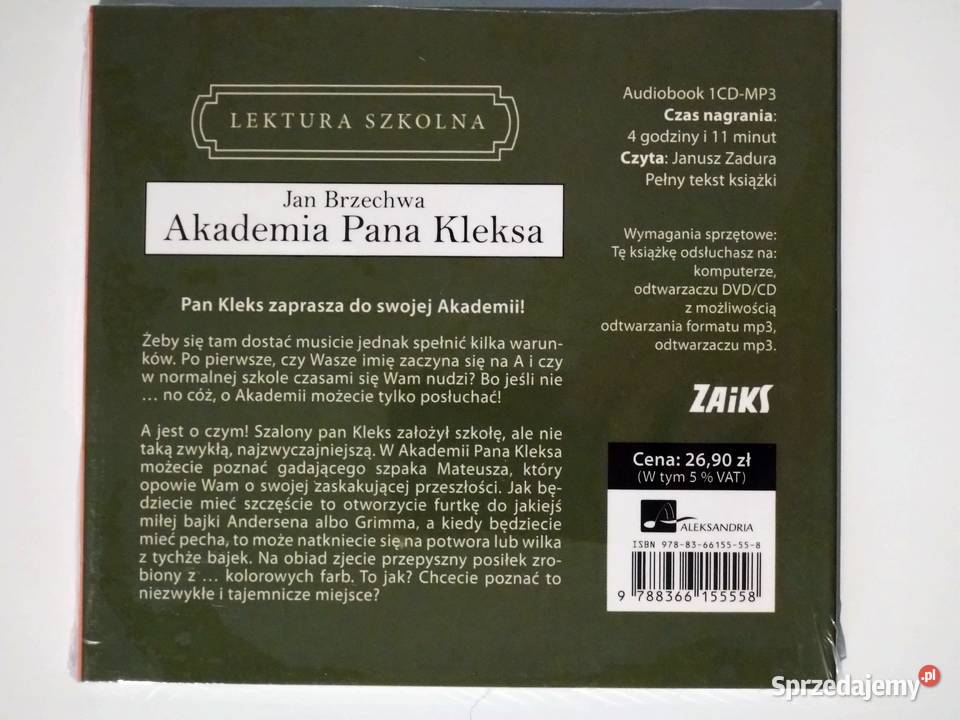 LEKTURA SZKOLNA
Jan Brzechwa
Akademia Pana Kleksa
Pan Kleks zaprasza do swojej Akademii!
Żeby się tam dostać musicie jednak spełnić kilka warun-
ków. Po pierwsze, czy Wasze imię zaczyna się na A i czy
w normalnej szkole czasami się Wam nudzi? Bo jeśli nie
… no cóż, o Akademii możecie tylko posłuchać!
A jest o czym! Szalony pan Kleks założył szkołę, ale nie
taką zwykłą, najzwyczajniejszą. W Akademii Pana Kleksa
możecie poznać gadającego szpaka Mateusza, który
opowie Wam o swojej zaskakującej przeszłości. Jak bę-
dziecie mieć szczęście to otworzycie furtkę do jakiejś
miłej bajki Andersena albo Grimma, a kiedy będziecie
mieć pecha, to może natkniecie się na potwora lub wilka
z tychże bajek. Na obiad zjecie przepyszny posiłek zro-
biony z … kolorowych farb. To jak? Chcecie poznać to
niezwykłe i tajemnicze miejsce?
Audiobook 1CD-MP3
Czas nagrania:
4 godziny i 11 minut
Czyta: Janusz Zadura
Pełny tekst książki
Wymagania sprzętowe:
Tę książkę odsłuchasz na:
komputerze,
odtwarzaczu DVD/CD
z możliwością
odtwarzania formatu mp3,
odtwarzaczu mp3.
ZAiKS
Cena: 26,90 zł
(W tym 5 % VAT)
ALEKSANDRIA
ISBN 978-83-66155-55-8
9 788366 155558
Sprzedajemy.pl